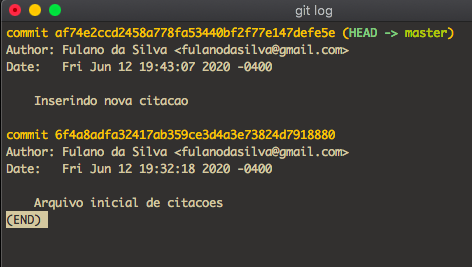 git log
commit af74e2ccd2458a778fa53440bf2f77e147defe5e (HEAD -> master)
Author: Fulano da Silva <fulanodasilva@gmail.com>
Date:   Fri Jun 12 19:43:07 2020 -0400
Inserindo nova citacao
commit 6f4a8adfa32417ab359ce3d4a3e73824d7918880
Author: Fulano da Silva <fulanodasilva@gmail.com>
Date:   Fri Jun 12 19:32:18 2020 -0400
Arquivo inicial de citacoes
(END)